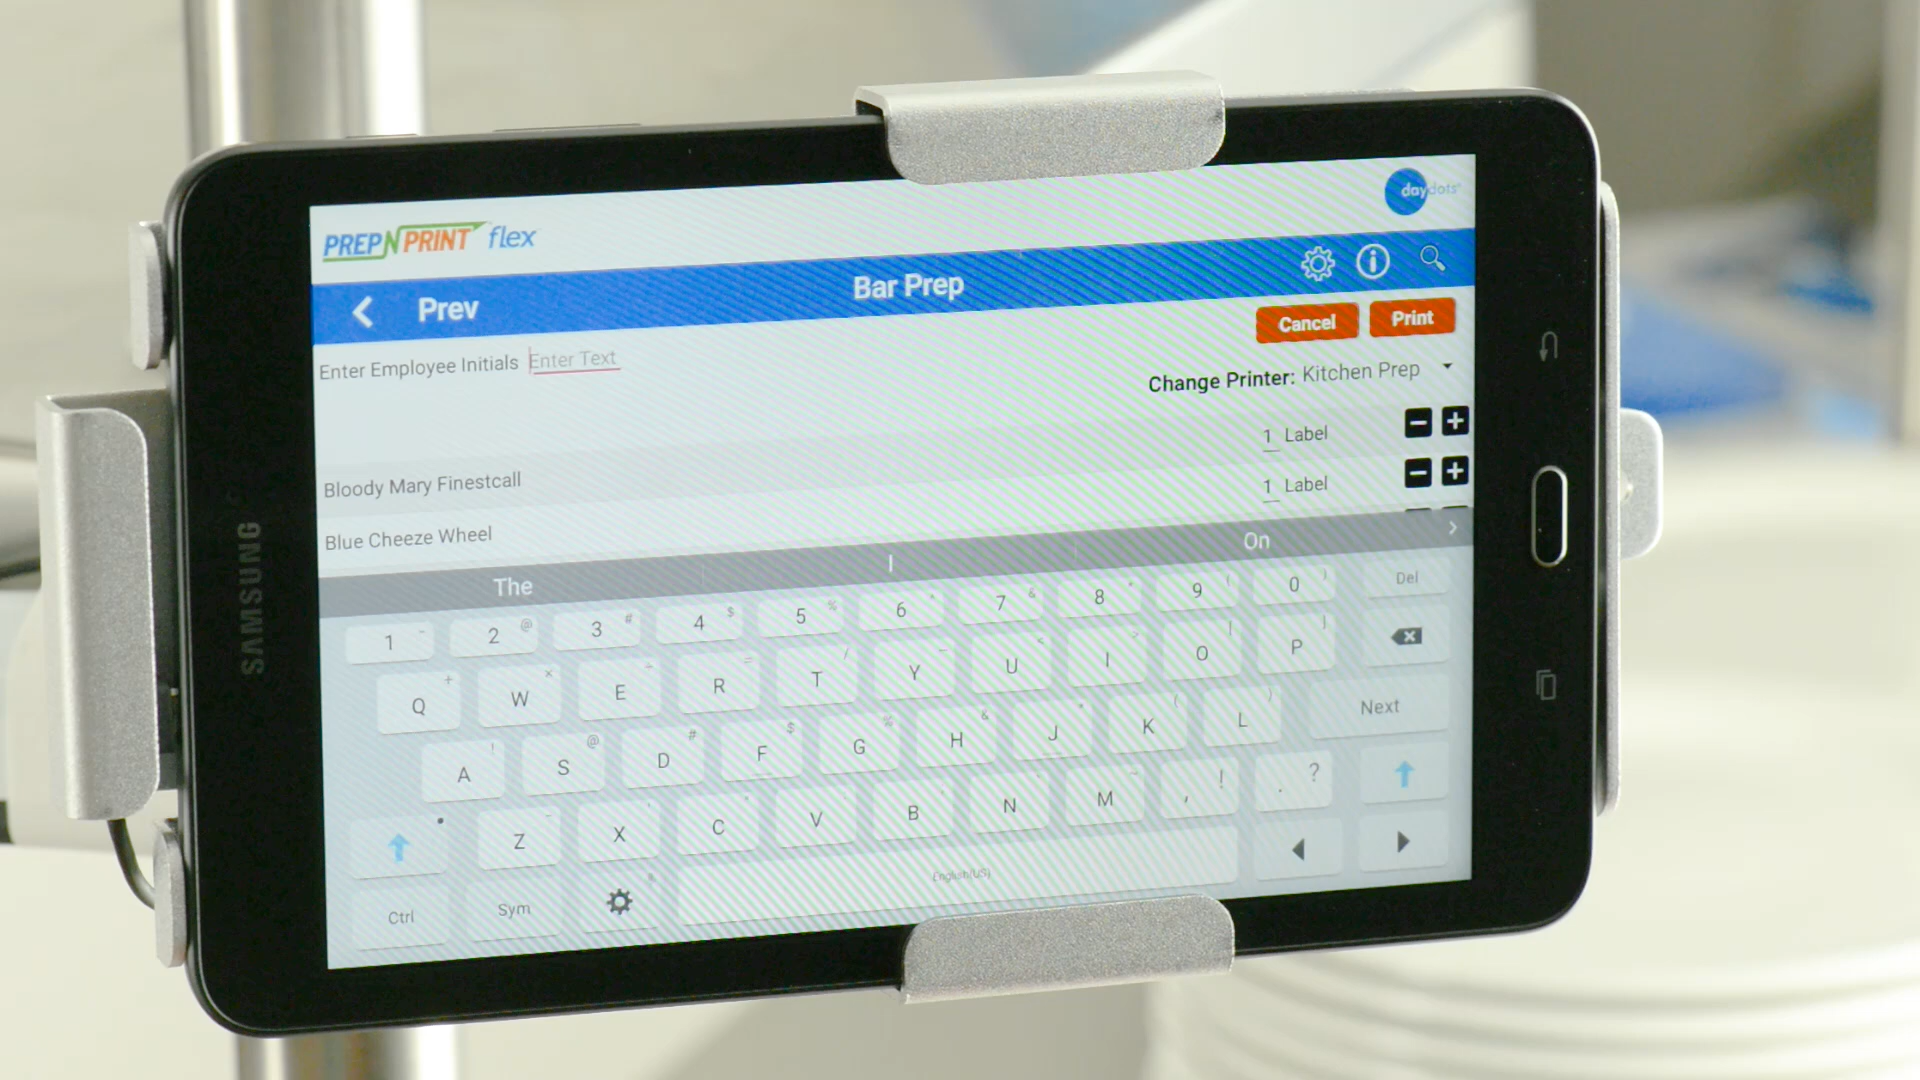 PREPNPRINT flex
daydots
Prev
Bar Prep
Cancel
Print
Enter Employee Initials Enter Text
Change Printer: Kitchen Prep
1 Label
Bloody Mary Finestcall
1 Label
Blue Cheeze Wheel
The I On
1 2 @ 3 # 4 $ 5 % 6 7 & 8 * 9 ( 0 ) Del
Q + W × E R = T / Y U < I > O P
A ! S @ D # F $ G % H & J * K ( L ) Next
Z X C V B N M , ! . ?
Ctrl Sym English(US)
SAMSUNG